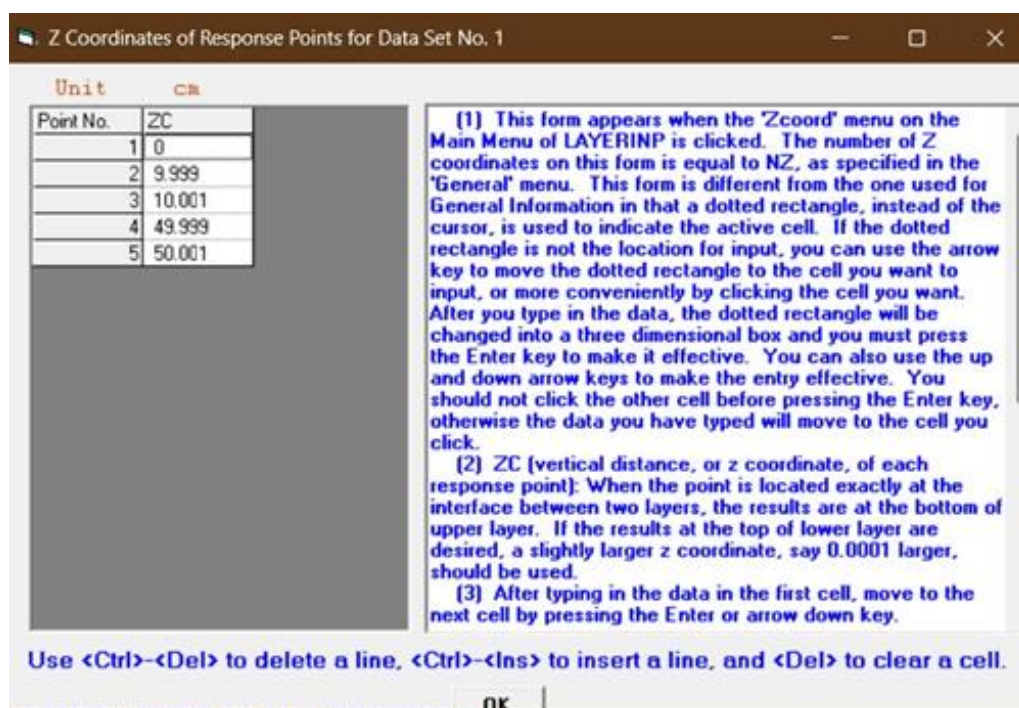 Z Coordinates of Response Points for Data Set No. 1
Unit cm
Point No. ZC
1 0
2 9.999
3 10.001
4 49.999
5 50.001
(1) This form appears when the 'Zcoord' menu on the
Main Menu of LAYERINP is clicked. The number of Z
coordinates on this form is equal to NZ, as specified in the
'General' menu. This form is different from the one used for
General Information in that a dotted rectangle, instead of the
cursor, is used to indicate the active cell. If the dotted
rectangle is not the location for input, you can use the arrow
key to move the dotted rectangle to the cell you want to
input, or more conveniently by clicking the cell you want.
After you type in the data, the dotted rectangle will be
changed into a three dimensional box and you must press
the Enter key to make it effective. You can also use the up
and down arrow keys to make the entry effective. You
should not click the other cell before pressing the Enter key,
otherwise the data you have typed will move to the cell you
click.
(2) ZC (vertical distance, or z coordinate, of each
response point): When the point is located exactly at the
interface between two layers, the results are at the bottom of
upper layer. If the results at the top of lower layer are
desired, a slightly larger z coordinate, say 0.0001 larger,
should be used.
(3) After typing in the data in the first cell, move to the
next cell by pressing the Enter or arrow down key.
Use <Ctrl>-<Del> to delete a line, <Ctrl>-<Ins> to insert a line, and <Del> to clear a cell.
OK